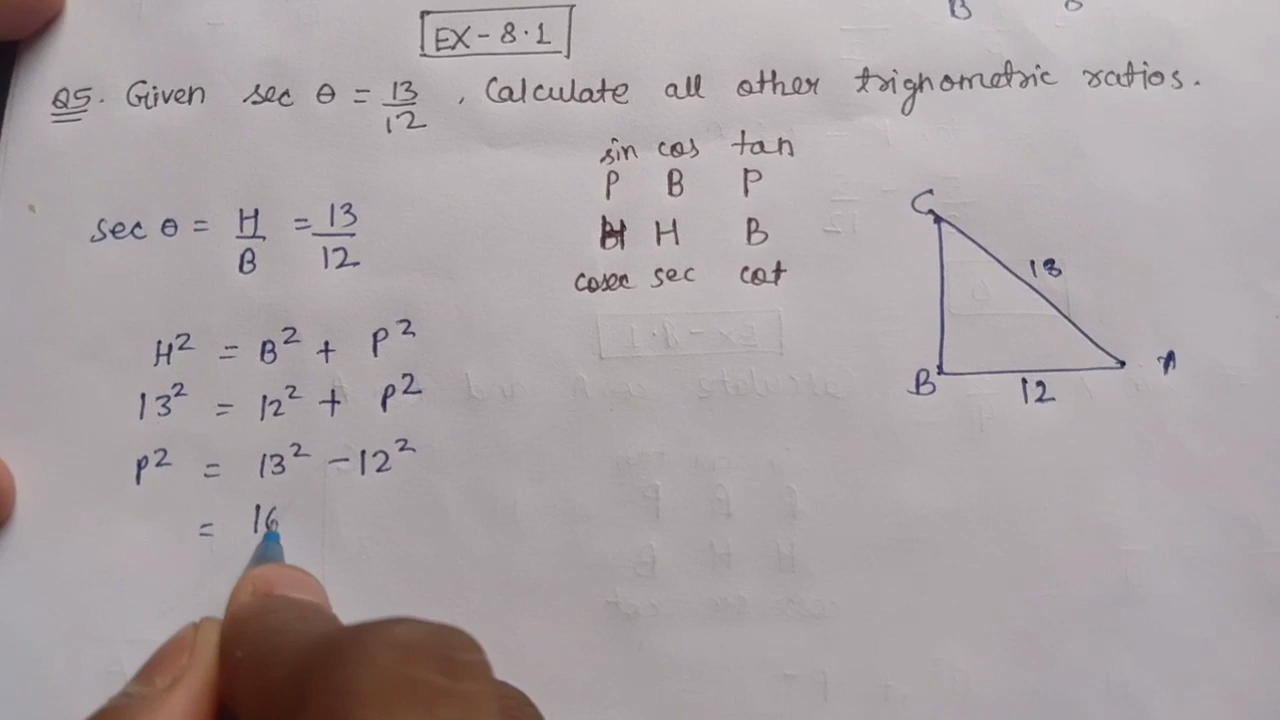 B
EX-8.1
Q5. Given sec θ = 13/12 , Calculate all other trignometric ratios.
sin cos tan
P B P
H H B
cosec sec cot
sec θ = H/B = 13/12
H² = B² + P²
13² = 12² + P²
P² = 13² - 12²
= 16
C
13
B
12
A